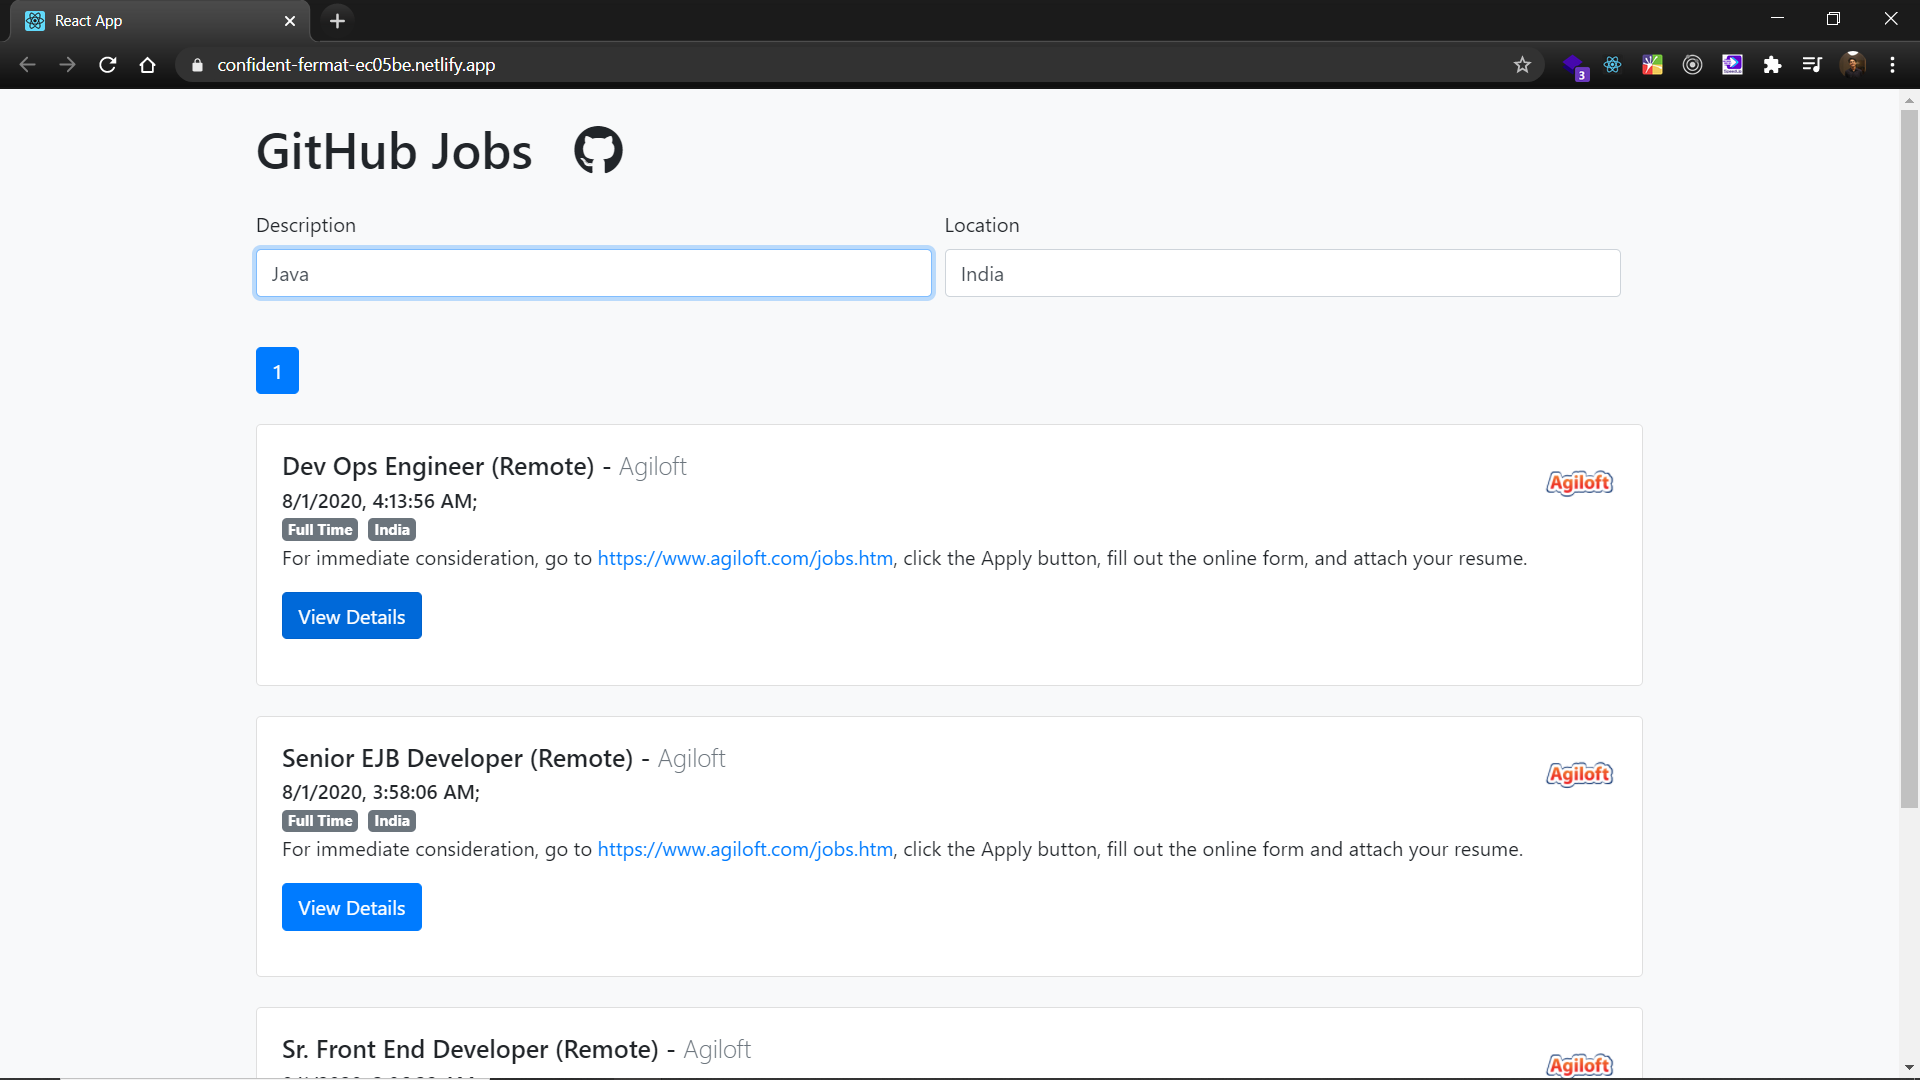 React App
confident-fermat-ec05be.netlify.app
3
GitHub Jobs
Description
Location
Java
India
1
Dev Ops Engineer (Remote) - Agiloft
Agiloft
8/1/2020, 4:13:56 AM;
Full Time India
For immediate consideration, go to https://www.agiloft.com/jobs.htm, click the Apply button, fill out the online form, and attach your resume.
View Details
Senior EJB Developer (Remote) - Agiloft
Agiloft
8/1/2020, 3:58:06 AM;
Full Time India
For immediate consideration, go to https://www.agiloft.com/jobs.htm, click the Apply button, fill out the online form and attach your resume.
View Details
Sr. Front End Developer (Remote) - Agiloft
Agiloft